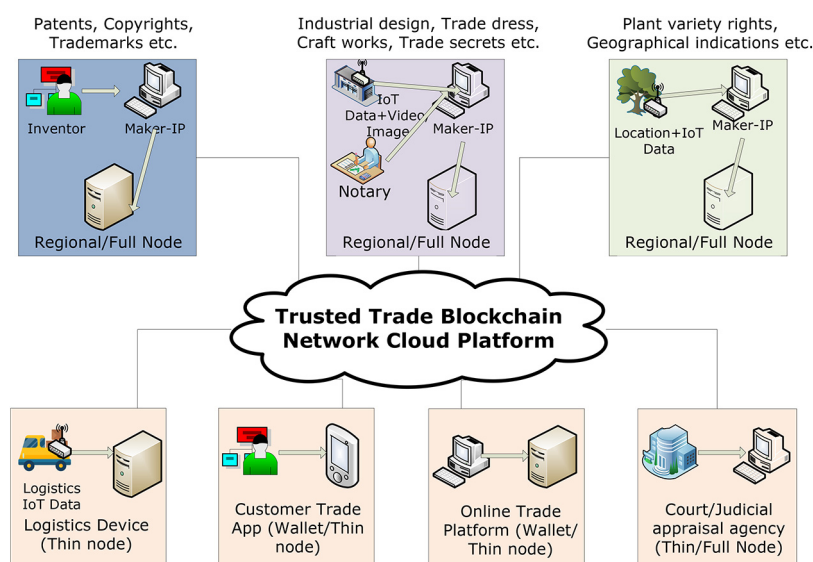 Patents, Copyrights,
Trademarks etc.
Industrial design, Trade dress,
Craft works, Trade secrets etc.
Plant variety rights,
Geographical indications etc.
Inventor
Maker-IP
Regional/Full Node
IoT
Data+Video
Image
Maker-IP
Notary
Regional/Full Node
Location+IoT
Data
Maker-IP
Regional/Full Node
Trusted Trade Blockchain
Network Cloud Platform
Logistics
IoT Data
Logistics Device
(Thin node)
Customer Trade
App (Wallet/Thin
node)
Online Trade
Platform (Wallet/
Thin node)
Court/Judicial
appraisal agency
(Thin/Full Node)